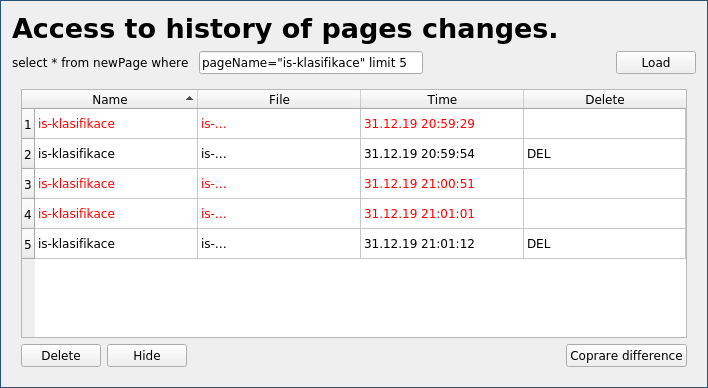 Access to history of pages changes.
select * from newPage where pageName="is-klasifikace" limit 5 Load
Name File Time Delete
1 is-klasifikace is-... 31.12.19 20:59:29
2 is-klasifikace is-... 31.12.19 20:59:54 DEL
3 is-klasifikace is-... 31.12.19 21:00:51
4 is-klasifikace is-... 31.12.19 21:01:01
5 is-klasifikace is-... 31.12.19 21:01:12 DEL
Delete Hide Coprare difference